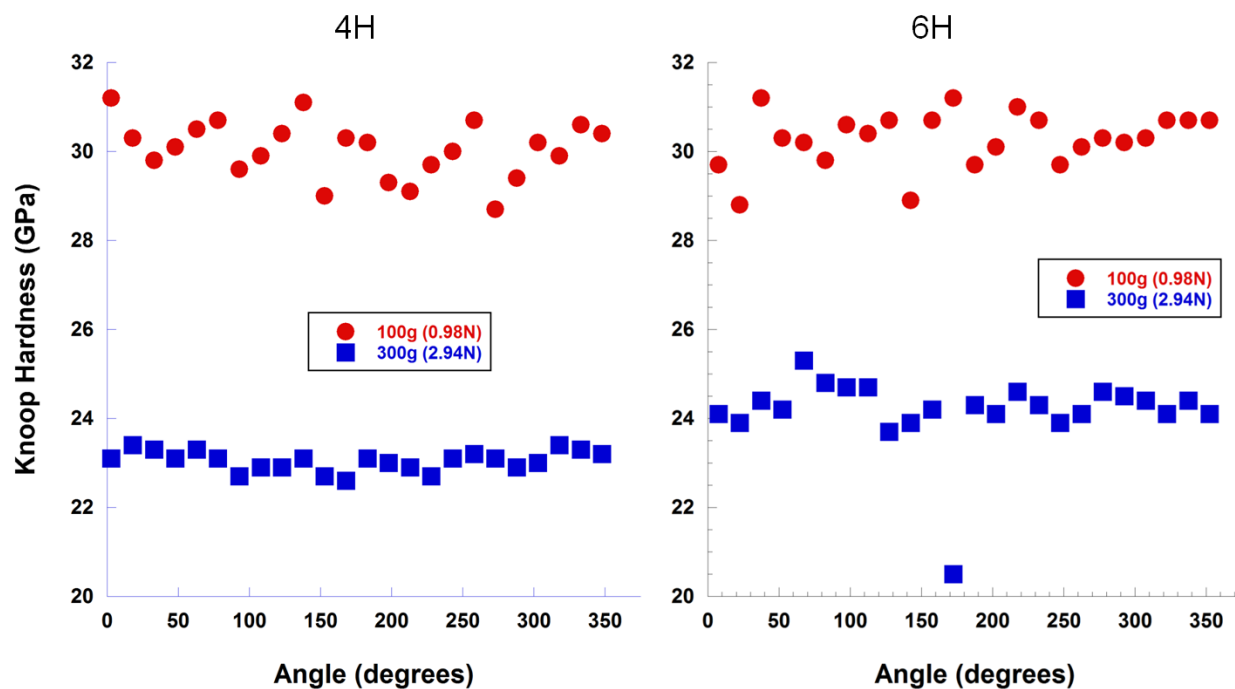 4H
6H
Knoop Hardness (GPa)
32
30
28
26
24
22
20
100g (0.98N)
300g (2.94N)
0 50 100 150 200 250 300 350
Angle (degrees)
32
30
28
26
24
22
20
100g (0.98N)
300g (2.94N)
0 50 100 150 200 250 300 350
Angle (degrees)